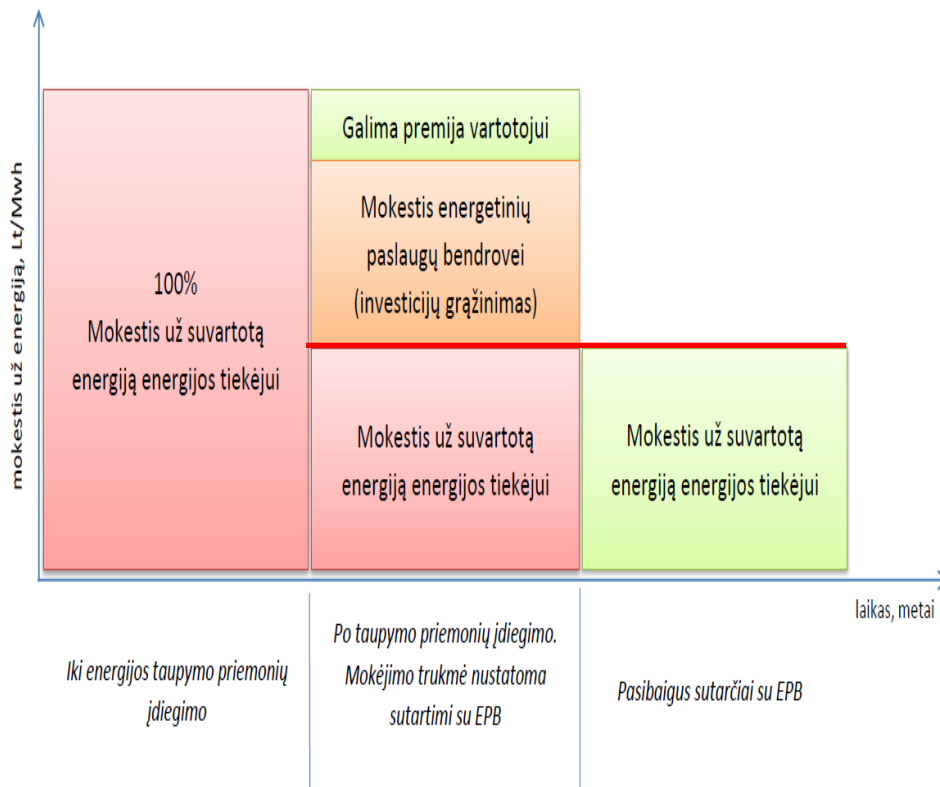 mokestis už energiją, Lt/Mwh
100%
Mokestis už suvartotą
energiją energijos tiekėjui
Galima premija vartotojui
Mokestis energetinių
paslaugų bendrovei
(investicijų grąžinimas)
Mokestis už suvartotą
energiją energijos tiekėjui
Mokestis už suvartotą
energiją energijos tiekėjui
laikas, metai
Iki energijos taupymo priemonių
įdiegimo
Po taupymo priemonių įdiegimo.
Mokėjimo trukmė nustatoma
sutartimi su EPB
Pasibaigus sutarčiai su EPB